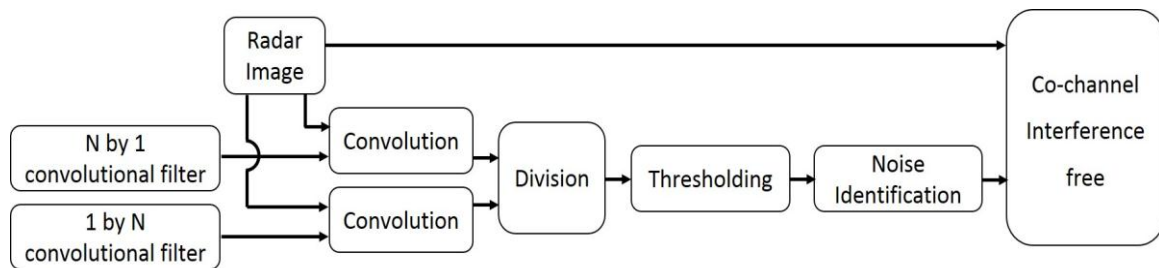 Radar
Image
N by 1
convolutional filter
1 by N
convolutional filter
Convolution
Convolution
Division
Thresholding
Noise
Identification
Co-channel
Interference
free